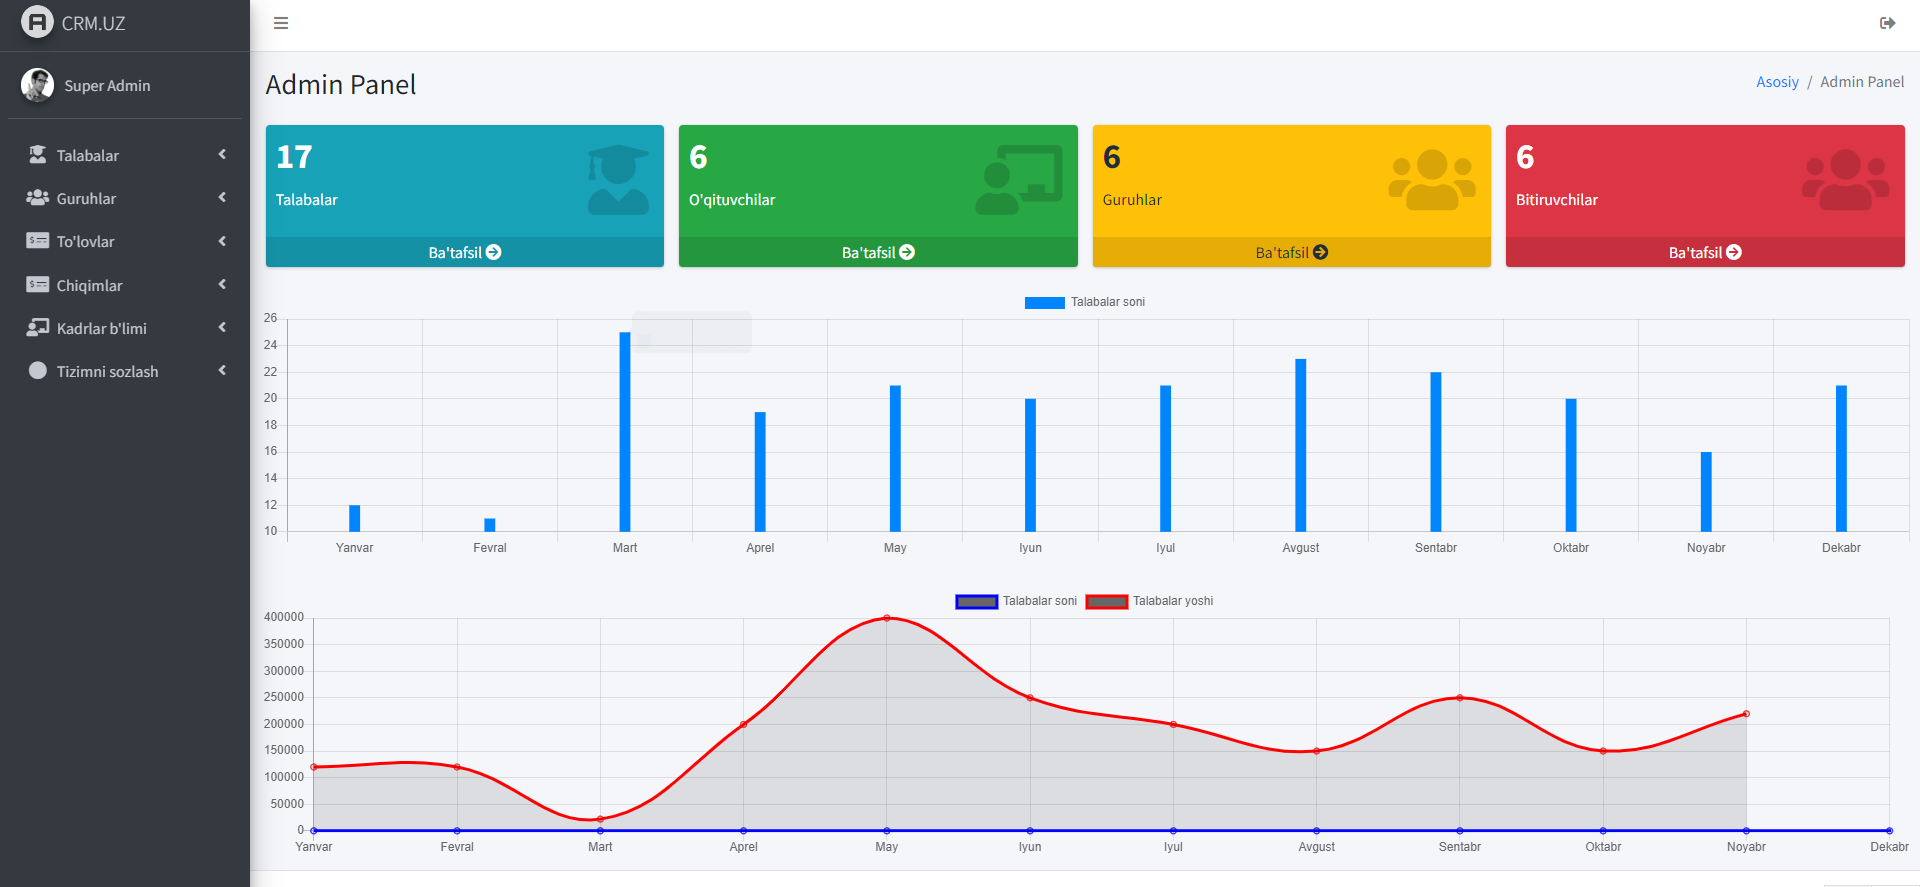 CRM.UZ
Super Admin
Talabalar
Guruhlar
To'lovlar
Chiqimlar
Kadrlar b'limi
Tizimni sozlash
Admin Panel
Asosiy / Admin Panel
17
Talabalar
Ba'tafsil
6
O'qituvchilar
Ba'tafsil
6
Guruhlar
Ba'tafsil
6
Bitiruvchilar
Ba'tafsil
Talabalar soni
26
24
22
20
18
16
14
12
10
Yanvar Fevral Mart Aprel May Iyun Iyul Avgust Sentabr Oktabr Noyabr Dekabr
Talabalar soni Talabalar yoshi
400000
350000
300000
250000
200000
150000
100000
50000
0
Yanvar Fevral Mart Aprel May Iyun Iyul Avgust Sentabr Oktabr Noyabr Dekabr